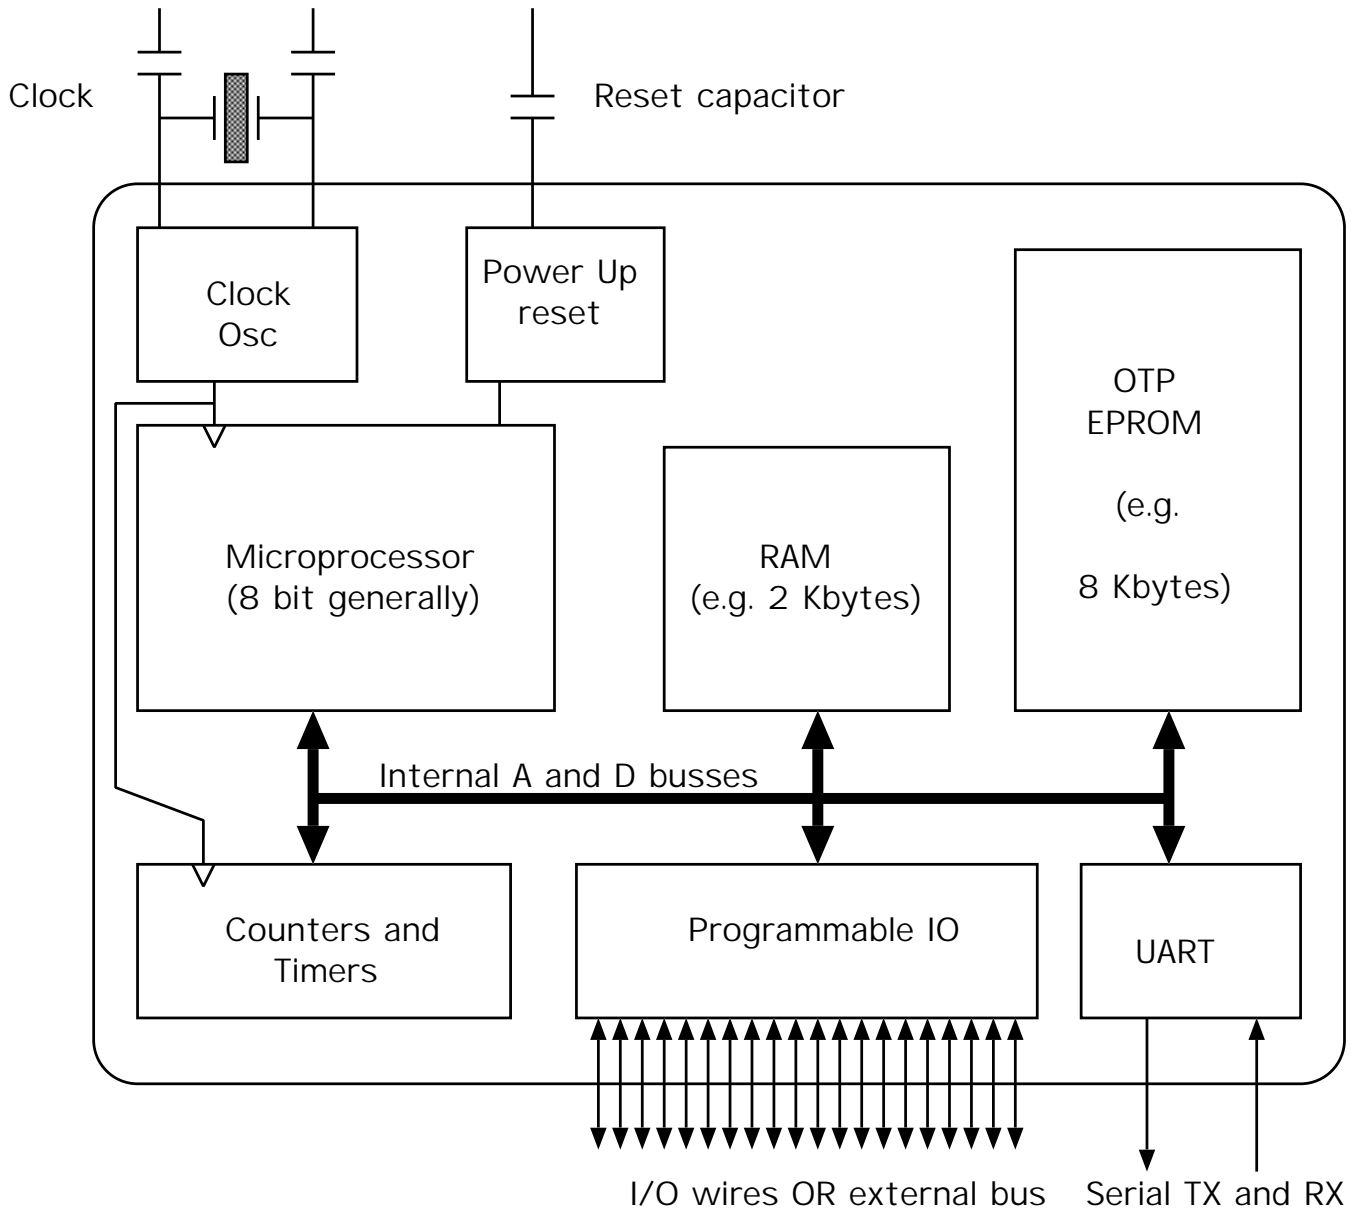 Clock
Reset capacitor
Clock
Osc
Power Up
reset
OTP
EPROM
(e.g.
8 Kbytes)
Microprocessor
(8 bit generally)
RAM
(e.g. 2 Kbytes)
Internal A and D busses
Counters and
Timers
Programmable IO
UART
I/O wires OR external bus
Serial TX and RX